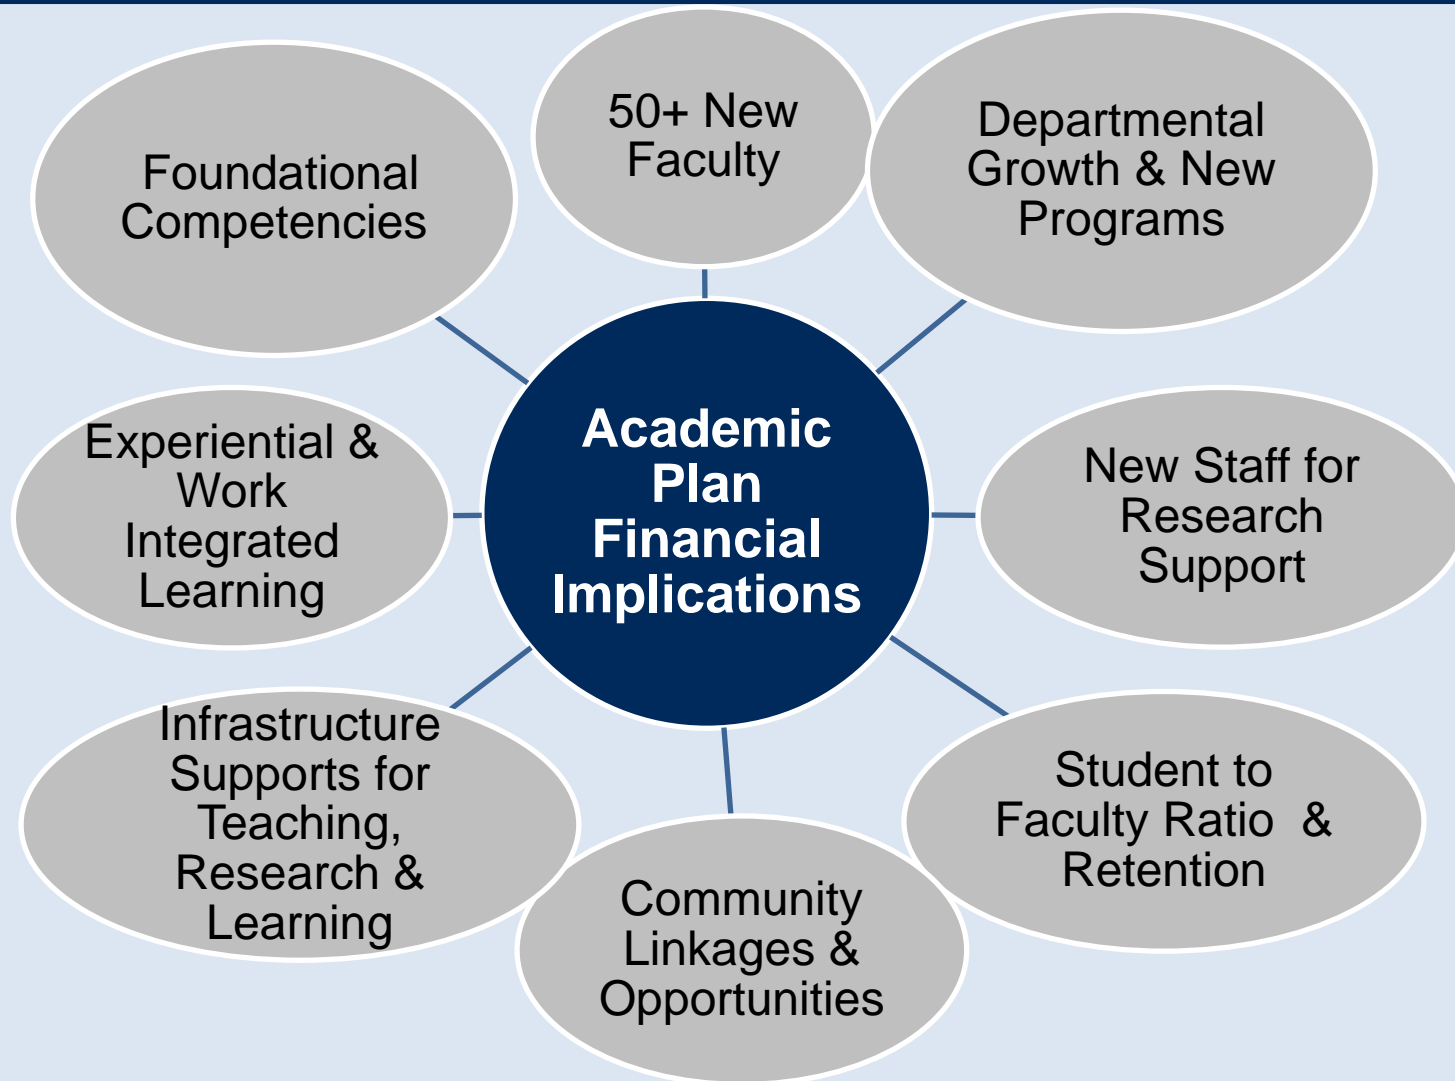 50+ New
Faculty
Departmental
Growth & New
Programs
New Staff for
Research
Support
Student to
Faculty Ratio  &
Retention
Community
Linkages &
Opportunities
Infrastructure
Supports for
Teaching,
Research &
Learning
Experiential &
Work
Integrated
Learning
Foundational
Competencies
Academic
Plan
Financial
Implications